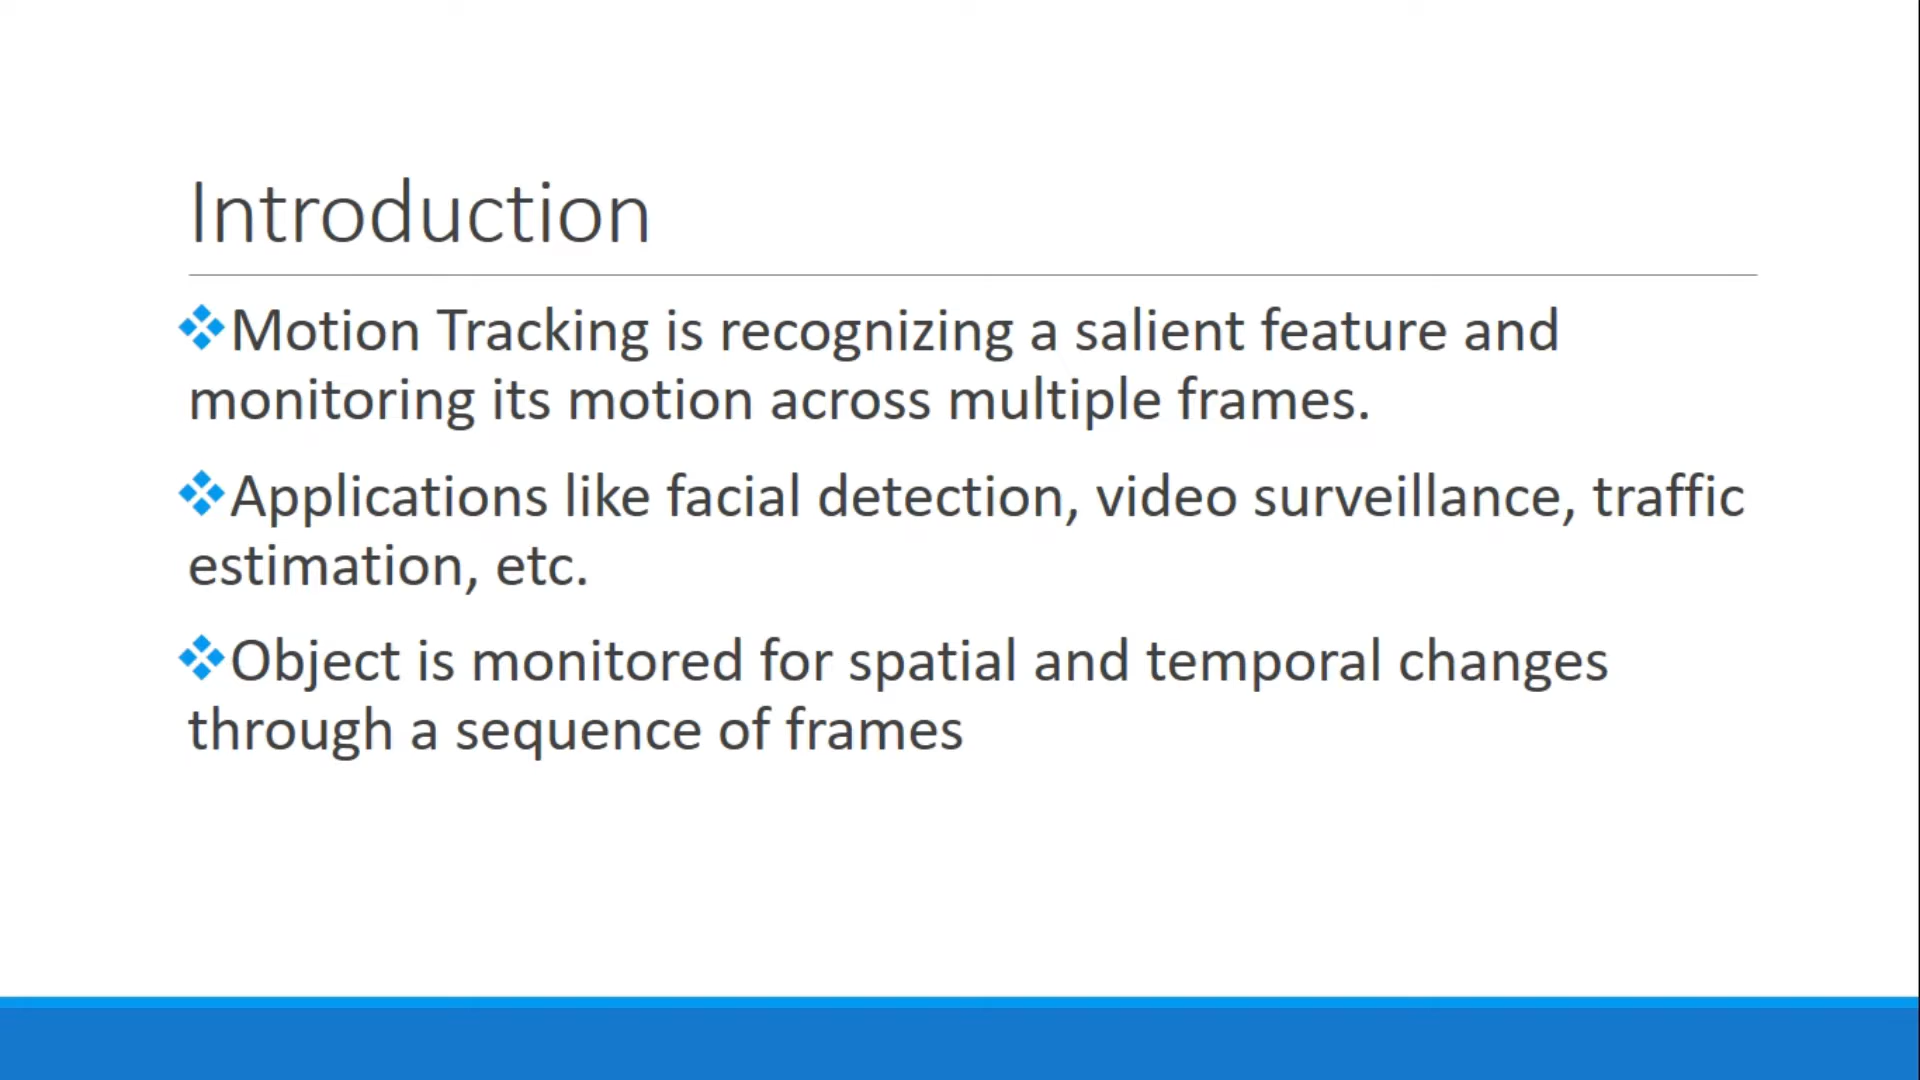 Introduction
❖Motion Tracking is recognizing a salient feature and
monitoring its motion across multiple frames.
❖Applications like facial detection, video surveillance, traffic
estimation, etc.
❖Object is monitored for spatial and temporal changes
through a sequence of frames